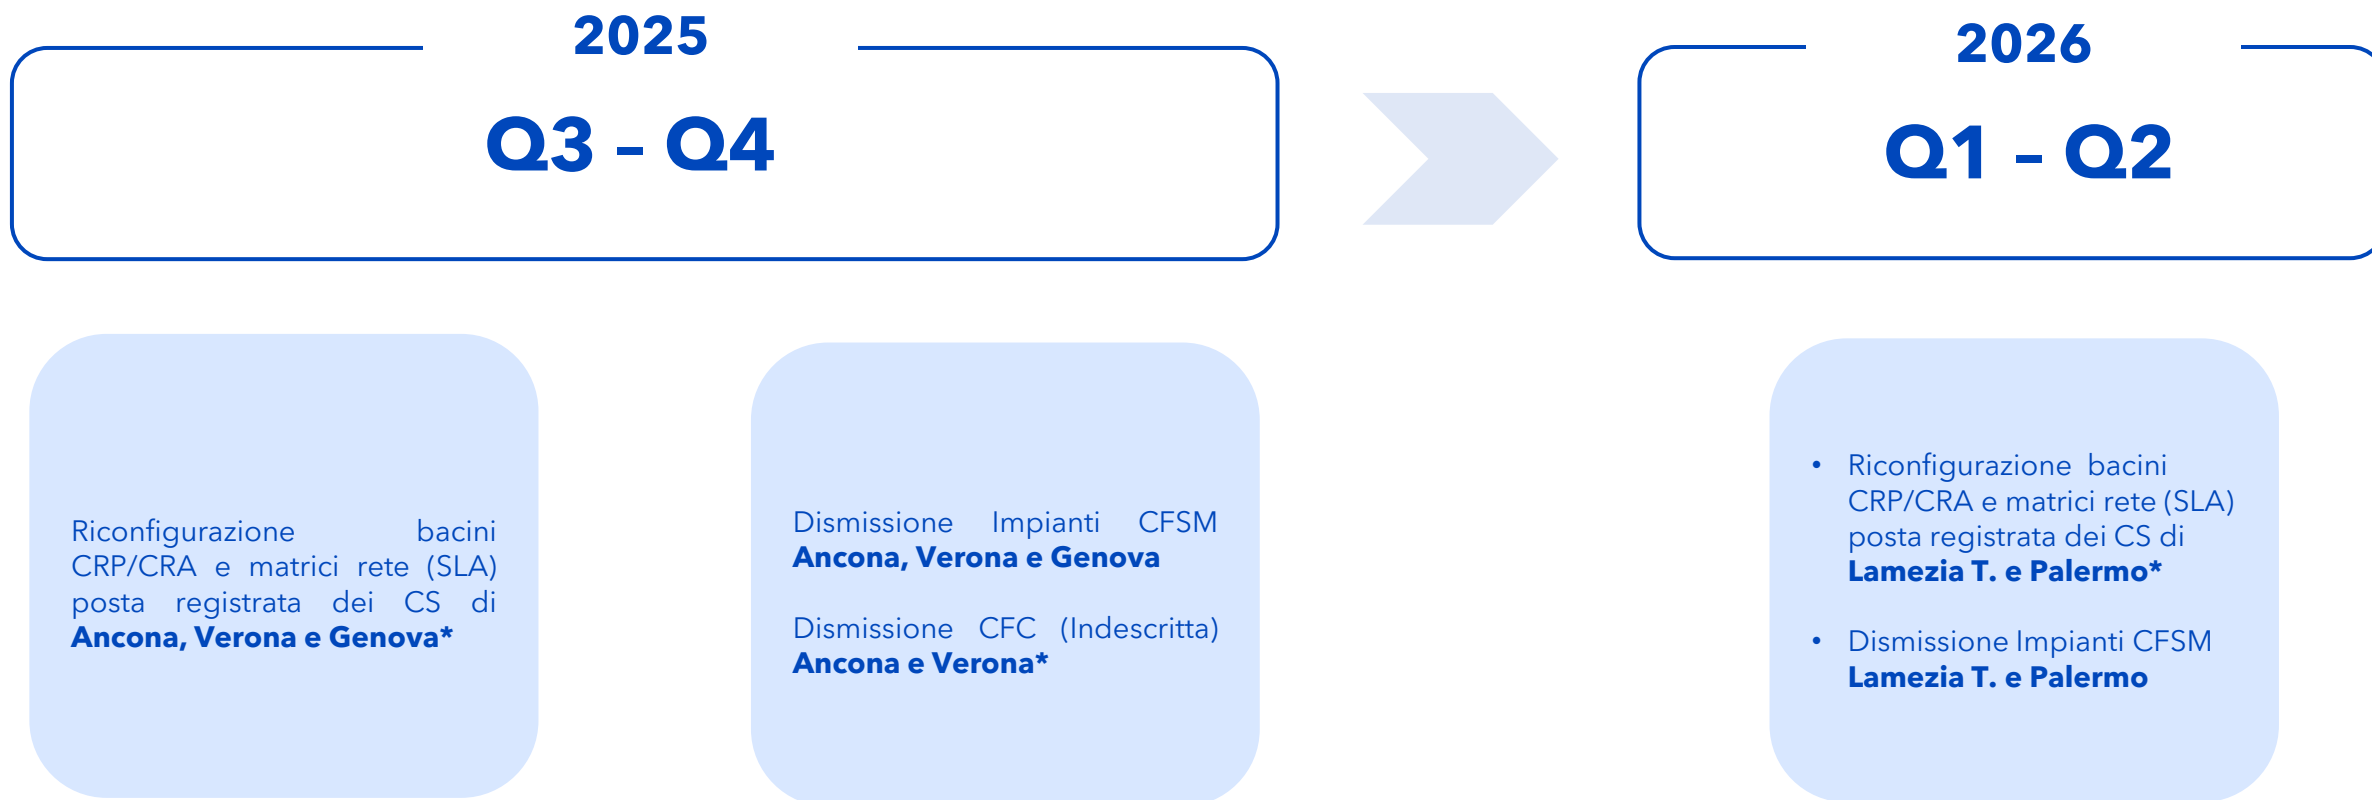 2025
Q3 – Q4
2026
Q1 – Q2
Riconfigurazione bacini
CRP/CRA e matrici rete (SLA)
posta registrata dei CS di
Ancona, Verona e Genova*
Dismissione Impianti CFSM
Ancona, Verona e Genova
Dismissione CFC (Indescritta)
Ancona e Verona*
• Riconfigurazione bacini
CRP/CRA e matrici rete (SLA)
posta registrata dei CS di
Lamezia T. e Palermo*
• Dismissione Impianti CFSM
Lamezia T. e Palermo